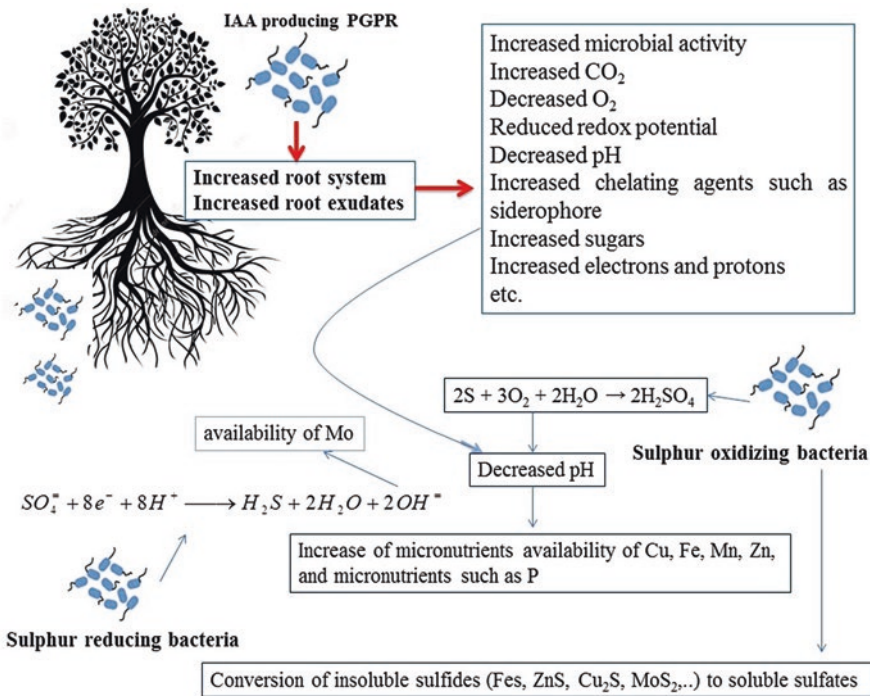 IAA producing PGPR
Increased root system
Increased root exudates
Increased microbial activity
Increased CO₂
Decreased O₂
Reduced redox potential
Decreased pH
Increased chelating agents such as
siderophore
Increased sugars
Increased electrons and protons
etc.
2S + 3O₂ + 2H₂O → 2H₂SO₄
Sulphur oxidizing bacteria
availability of Mo
Decreased pH
SO₄⁼ + 8e⁻ + 8H⁺ ⟶ H₂S + 2H₂O + 2OH⁼
Increase of micronutrients availability of Cu, Fe, Mn, Zn,
and micronutrients such as P
Sulphur reducing bacteria
Conversion of insoluble sulfides (Fes, ZnS, Cu₂S, MoS₂,..) to soluble sulfates